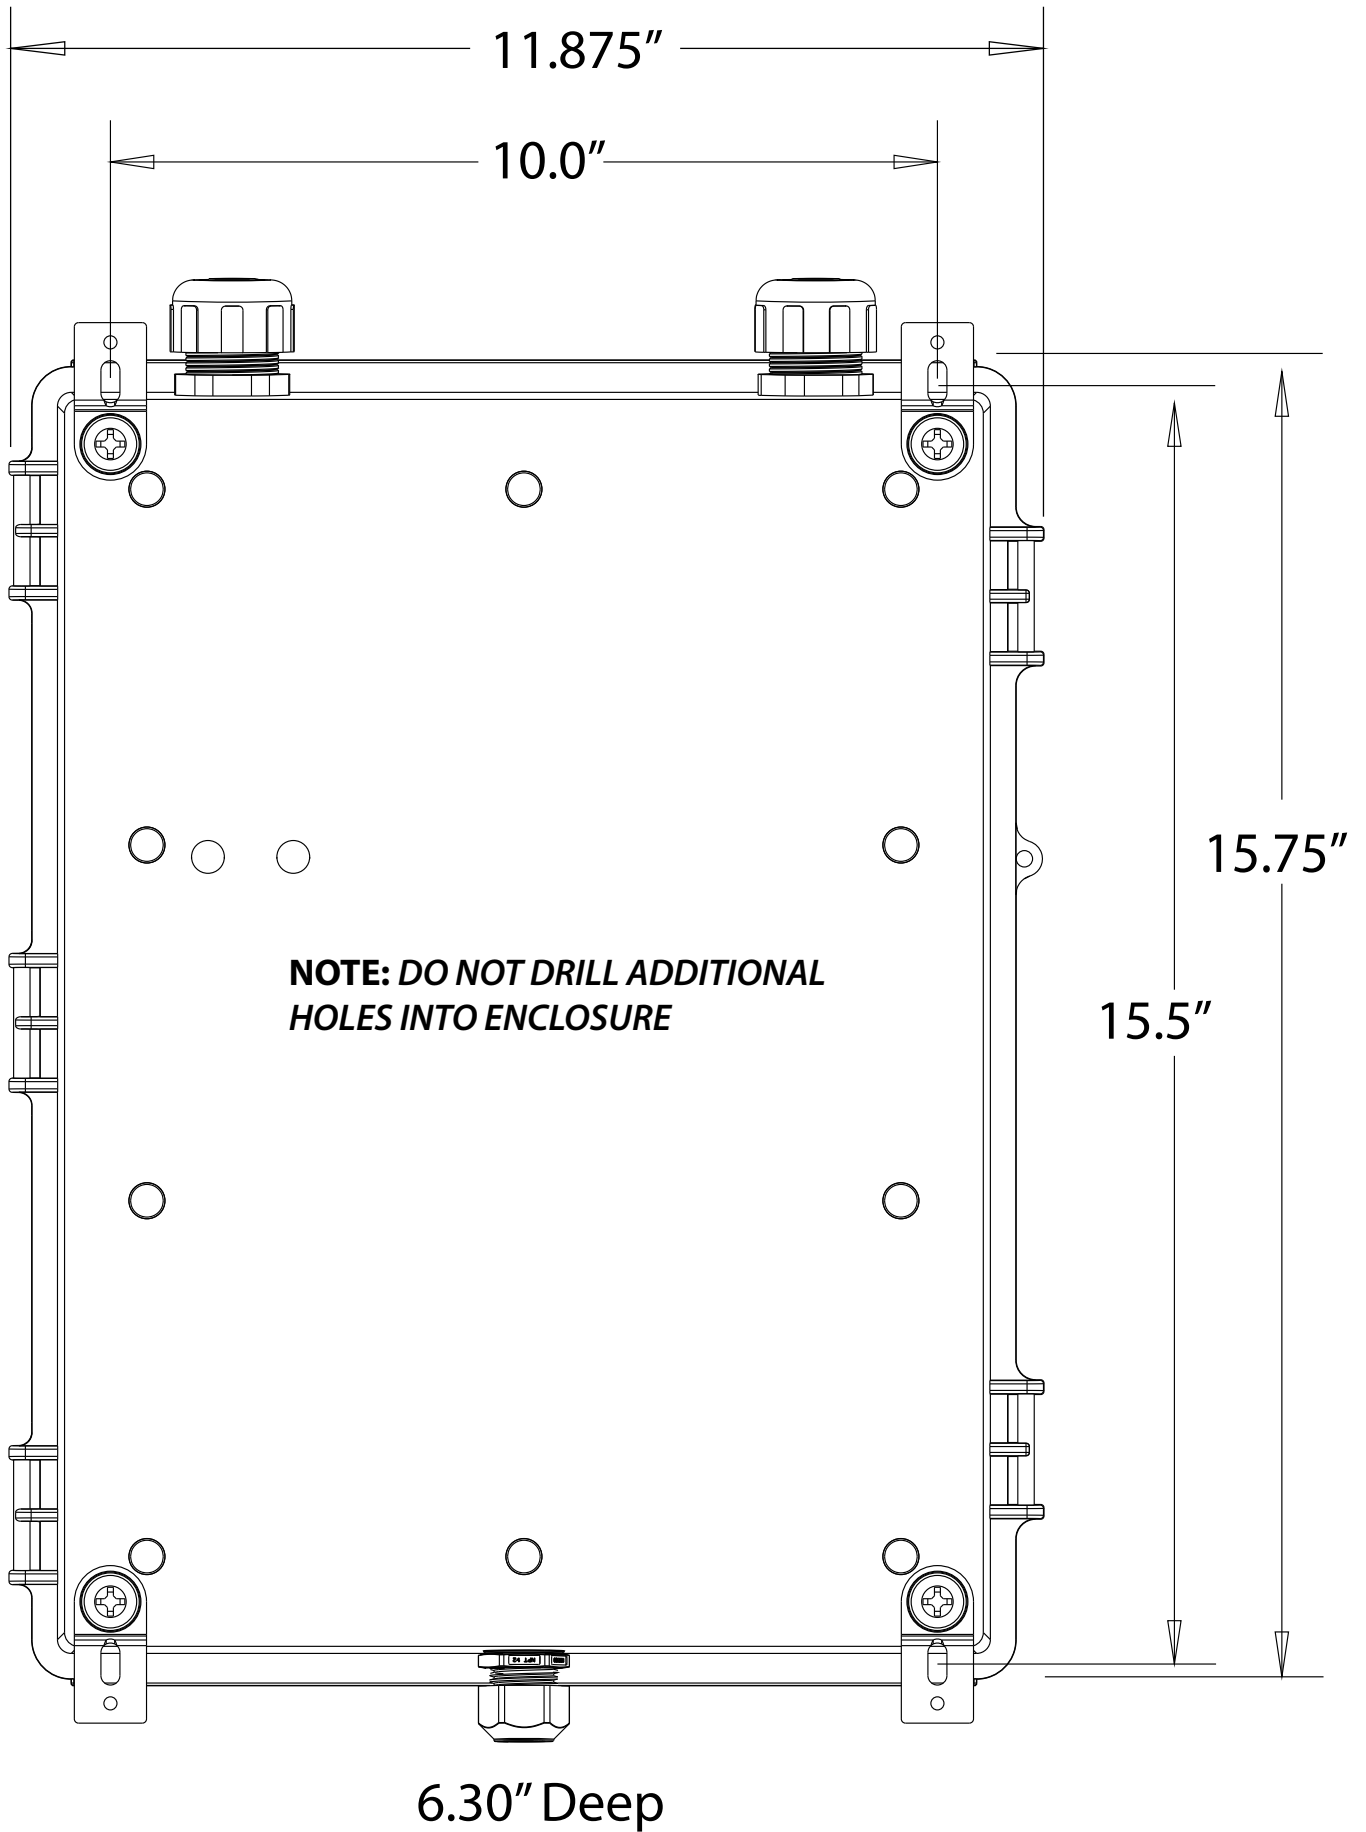 11.875″
10.0″
15.75″
NOTE: DO NOT DRILL ADDITIONAL
HOLES INTO ENCLOSURE
15.5″
6.30″ Deep